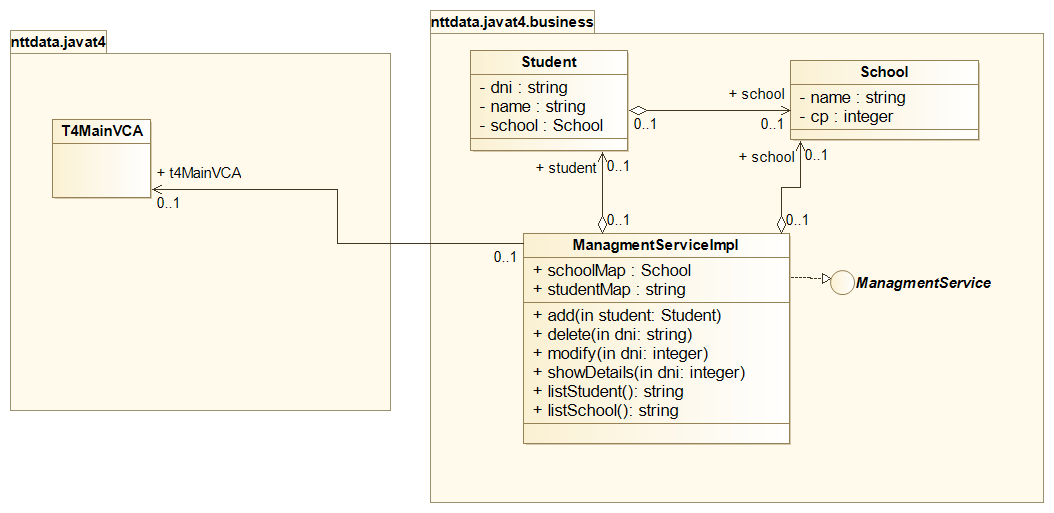 nttdata.javat4
T4MainVCA
+ t4MainVCA
0..1
nttdata.javat4.business
Student
- dni : string
- name : string
- school : School
+ school
0..1
0..1
School
- name : string
- cp : integer
+ student
0..1
0..1
+ school
0..1
0..1
0..1
ManagmentServiceImpl
+ schoolMap : School
+ studentMap : string
+ add(in student: Student)
+ delete(in dni: string)
+ modify(in dni: integer)
+ showDetails(in dni: integer)
+ listStudent(): string
+ listSchool(): string
ManagmentService